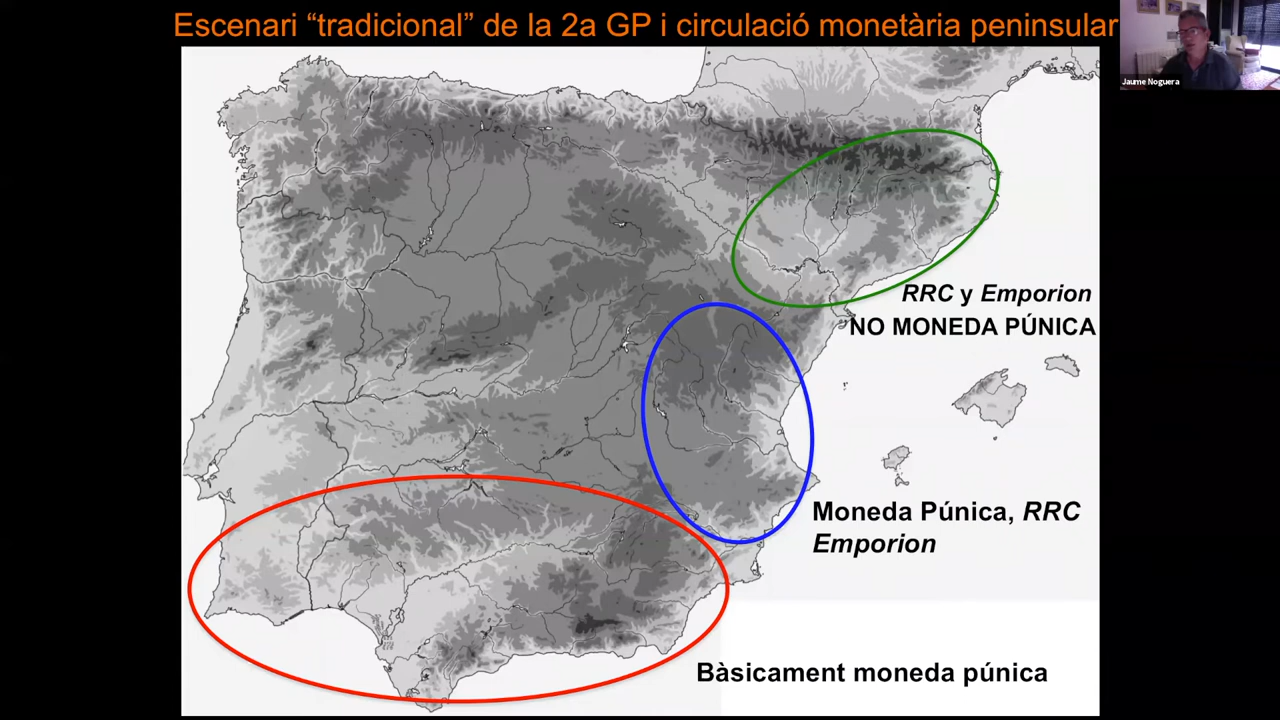 Escenari “tradicional” de la 2a GP i circulació monetària peninsular
Jaume Noguera
RRC y Emporion
NO MONEDA PÚNICA
Moneda Púnica, RRC
Emporion
Bàsicament moneda púnica